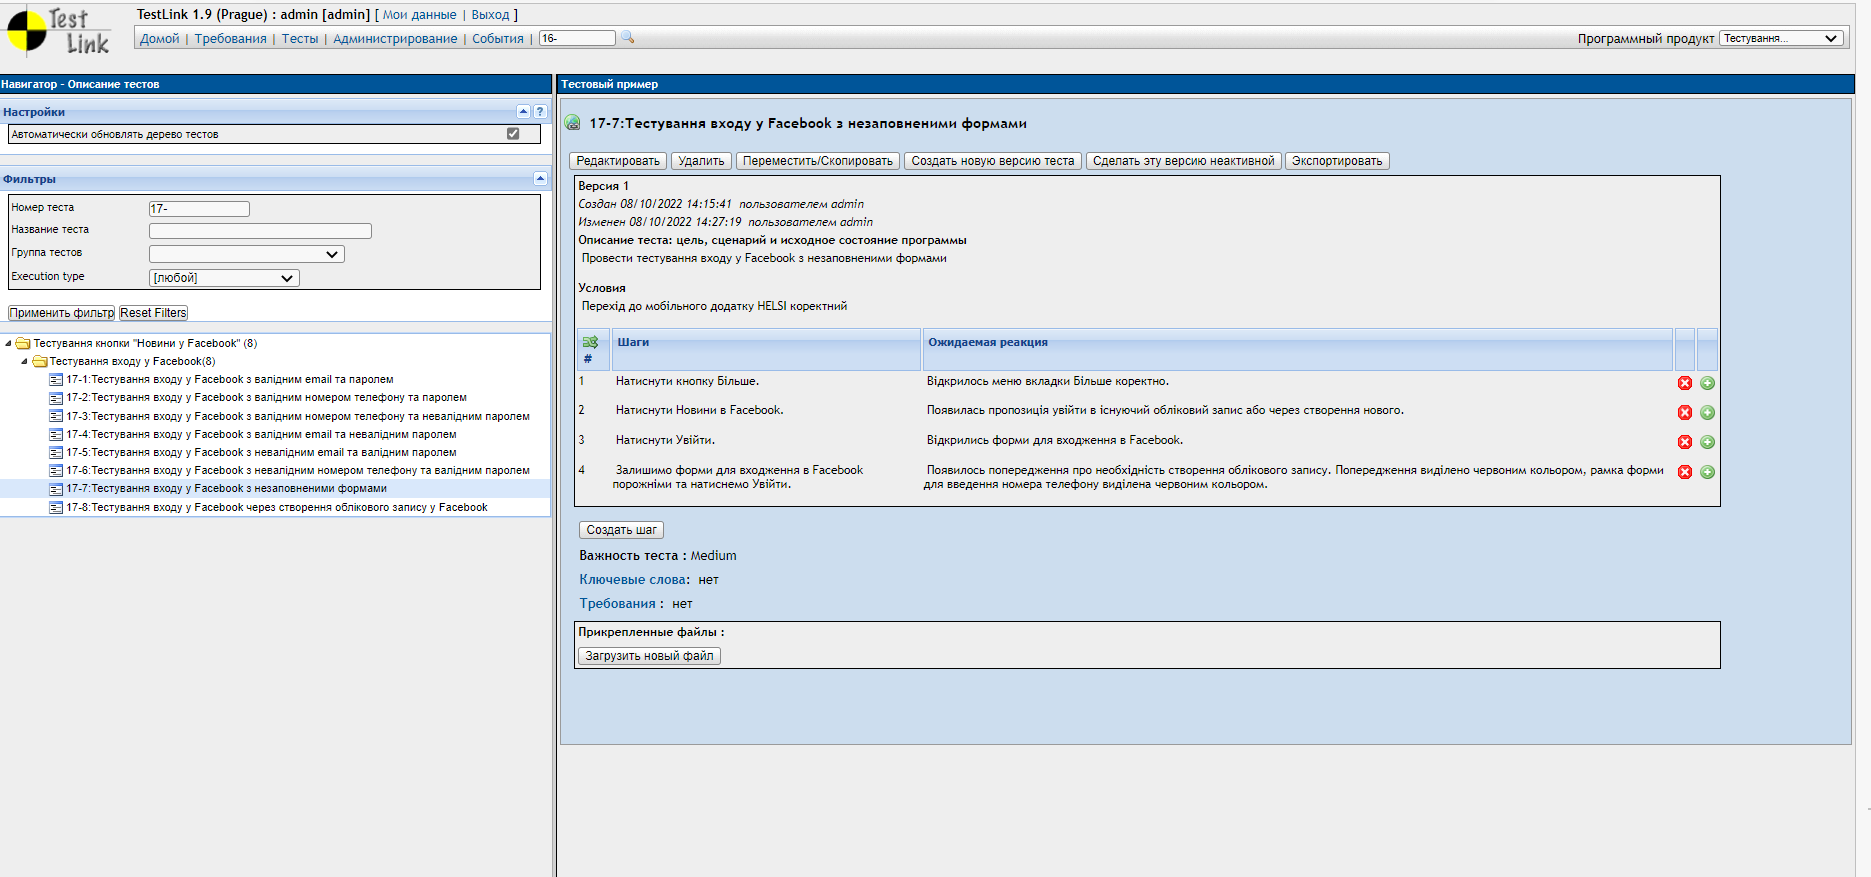 Test Link
TestLink 1.9 (Prague) : admin [admin] [ Мои данные | Выход ]
Домой | Требования | Тесты | Администрирование | События | 16-
Программный продукт Тестування...
Навигатор - Описание тестов
Настройки
Автоматически обновлять дерево тестов
Фильтры
Номер теста 17-
Название теста
Группа тестов
Execution type [любой]
Применить фильтр Reset Filters
Тестування кнопки "Новини у Facebook" (8)
Тестування входу у Facebook(8)
17-1:Тестування входу у Facebook з валідним email та паролем
17-2:Тестування входу у Facebook з валідним номером телефону та паролем
17-3:Тестування входу у Facebook з валідним номером телефону та невалідним паролем
17-4:Тестування входу у Facebook з валідним email та невалідним паролем
17-5:Тестування входу у Facebook з невалідним email та валідним паролем
17-6:Тестування входу у Facebook з невалідним номером телефону та валідним паролем
17-7:Тестування входу у Facebook з незаповненими формами
17-8:Тестування входу у Facebook через створення облікового запису у Facebook
Тестовый пример
17-7:Тестування входу у Facebook з незаповненими формами
Редактировать Удалить Переместить/Скопировать Создать новую версию теста Сделать эту версию неактивной Экспортировать
Версия 1
Создан 08/10/2022 14:15:41 пользователем admin
Изменен 08/10/2022 14:27:19 пользователем admin
Описание теста: цель, сценарий и исходное состояние программы
Провести тестування входу у Facebook з незаповненими формами
Условия
Перехід до мобільного додатку HELSI коректний
# Шаги Ожидаемая реакция
1 Натиснути кнопку Більше. Відкрилось меню вкладки Більше коректно.
2 Натиснути Новини в Facebook. Появилась пропозиція увійти в існуючий обліковий запис або через створення нового.
3 Натиснути Увійти. Відкрились форми для входження в Facebook.
4 Залишимо форми для входження в Facebook Появилось попередження про необхідність створення облікового запису. Попередження виділено червоним кольором, рамка форми
порожніми та натиснемо Увійти. для введення номера телефону виділена червоним кольором.
Создать шаг
Важность теста : Medium
Ключевые слова: нет
Требования : нет
Прикрепленные файлы :
Загрузить новый файл